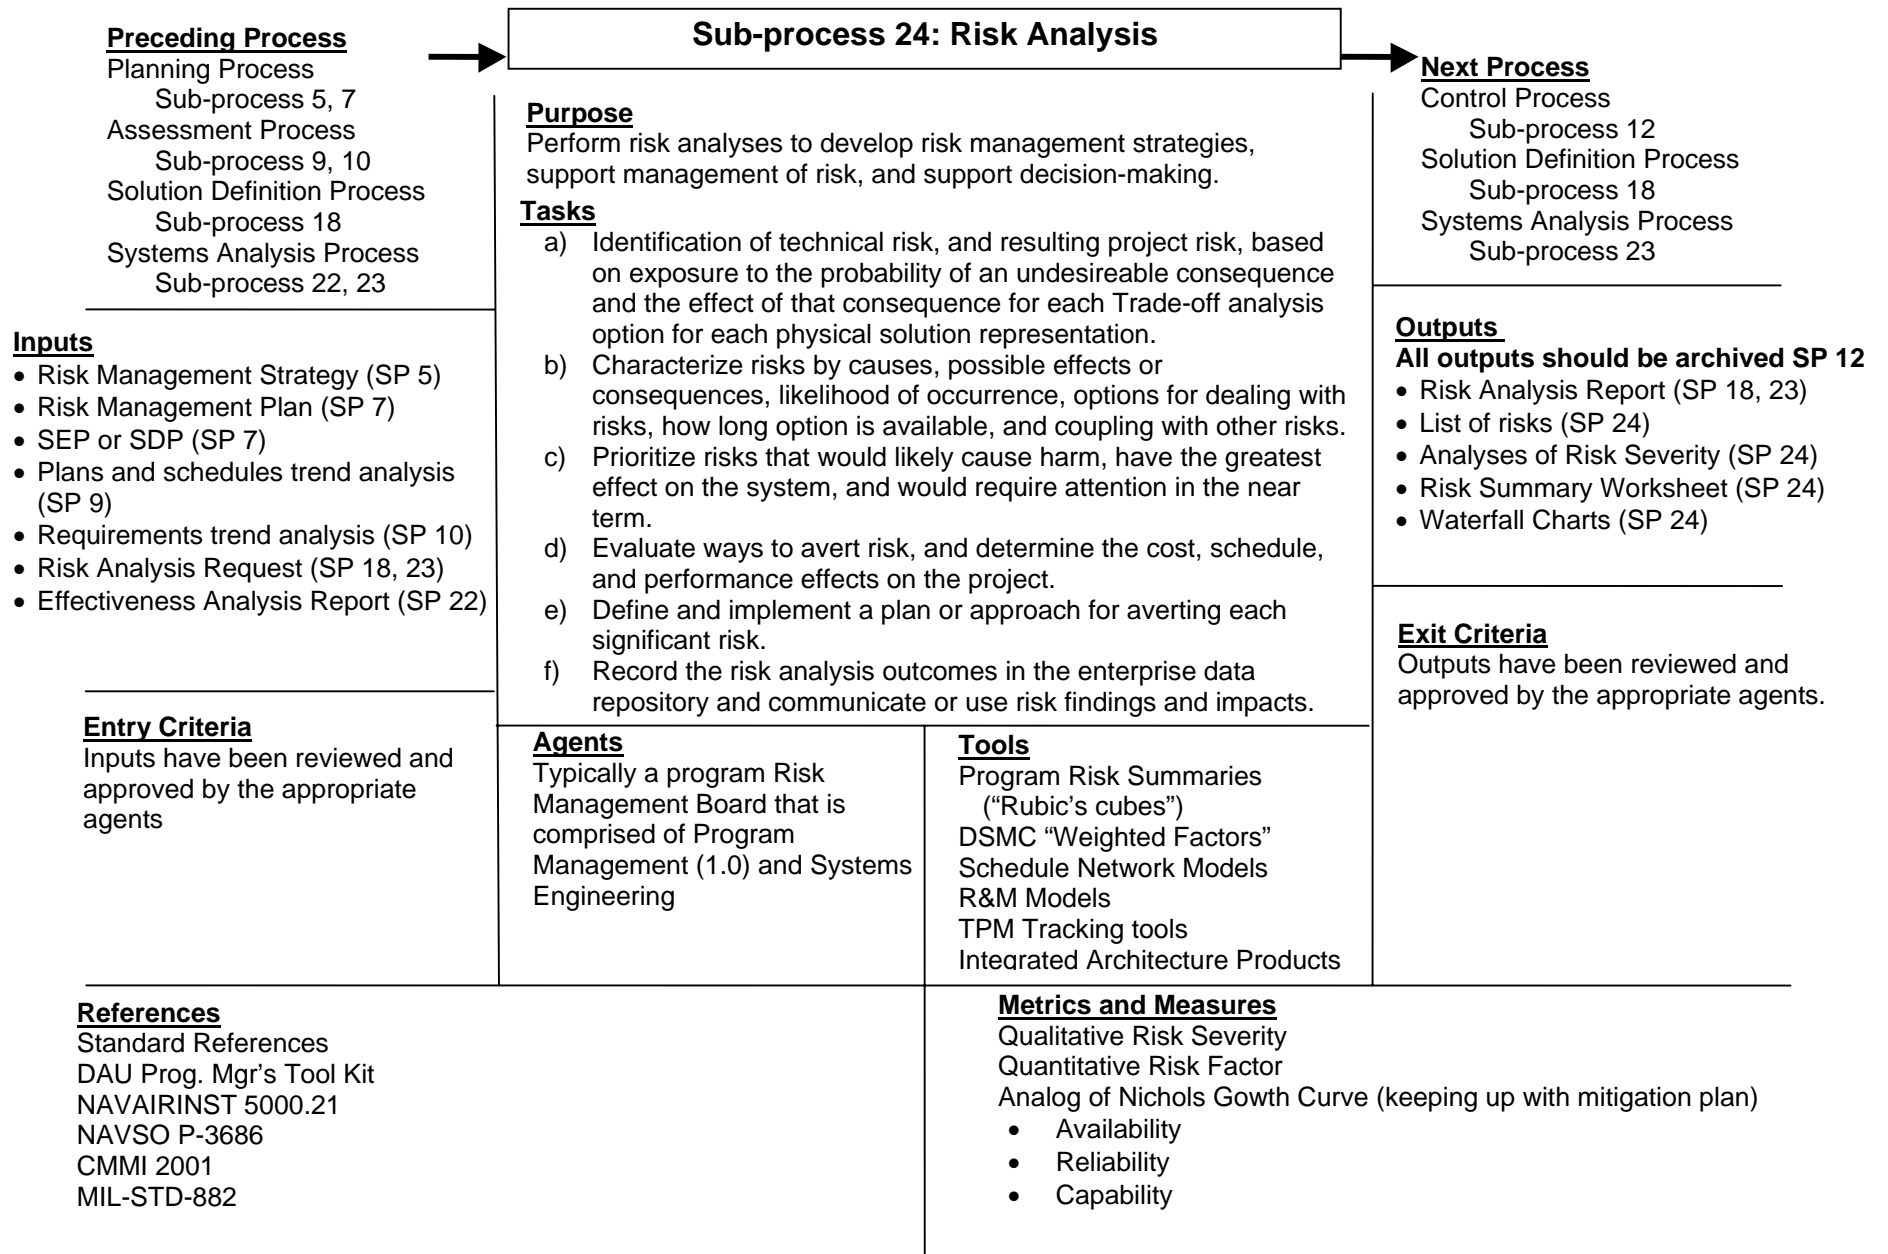 Sub-process 24: Risk Analysis
Preceding Process
Planning Process
Sub-process 5, 7
Assessment Process
Sub-process 9, 10
Solution Definition Process
Sub-process 18
Systems Analysis Process
Sub-process 22, 23
Inputs
• Risk Management Strategy (SP 5)
• Risk Management Plan (SP 7)
• SEP or SDP (SP 7)
• Plans and schedules trend analysis
(SP 9)
• Requirements trend analysis (SP 10)
• Risk Analysis Request (SP 18, 23)
• Effectiveness Analysis Report (SP 22)
Entry Criteria
Inputs have been reviewed and
approved by the appropriate
agents
Purpose
Perform risk analyses to develop risk management strategies,
support management of risk, and support decision-making.
Tasks
a) Identification of technical risk, and resulting project risk, based
on exposure to the probability of an undesireable consequence
and the effect of that consequence for each Trade-off analysis
option for each physical solution representation.
b) Characterize risks by causes, possible effects or
consequences, likelihood of occurrence, options for dealing with
risks, how long option is available, and coupling with other risks.
c) Prioritize risks that would likely cause harm, have the greatest
effect on the system, and would require attention in the near
term.
d) Evaluate ways to avert risk, and determine the cost, schedule,
and performance effects on the project.
e) Define and implement a plan or approach for averting each
significant risk.
f) Record the risk analysis outcomes in the enterprise data
repository and communicate or use risk findings and impacts.
Agents
Typically a program Risk
Management Board that is
comprised of Program
Management (1.0) and Systems
Engineering
Tools
Program Risk Summaries
(“Rubic’s cubes”)
DSMC “Weighted Factors”
Schedule Network Models
R&M Models
TPM Tracking tools
Integrated Architecture Products
Next Process
Control Process
Sub-process 12
Solution Definition Process
Sub-process 18
Systems Analysis Process
Sub-process 23
Outputs
All outputs should be archived SP 12
• Risk Analysis Report (SP 18, 23)
• List of risks (SP 24)
• Analyses of Risk Severity (SP 24)
• Risk Summary Worksheet (SP 24)
• Waterfall Charts (SP 24)
Exit Criteria
Outputs have been reviewed and
approved by the appropriate agents.
References
Standard References
DAU Prog. Mgr’s Tool Kit
NAVAIRINST 5000.21
NAVSO P-3686
CMMI 2001
MIL-STD-882
Metrics and Measures
Qualitative Risk Severity
Quantitative Risk Factor
Analog of Nichols Gowth Curve (keeping up with mitigation plan)
• Availability
• Reliability
• Capability